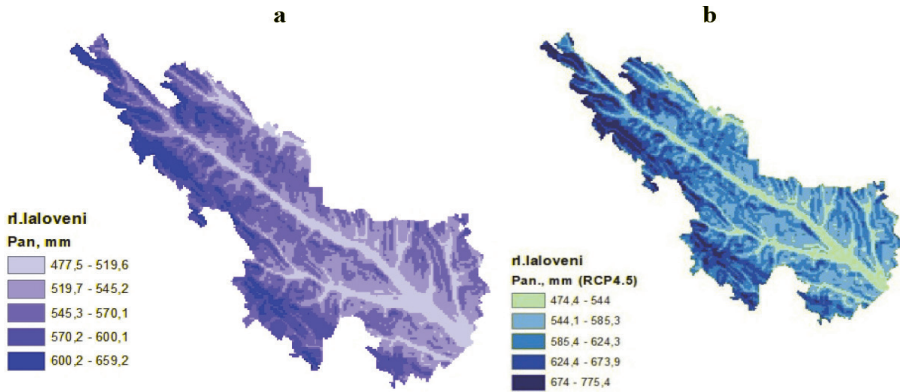 a
rl.Ialoveni
Pan, mm
477,5 - 519,6
519,7 - 545,2
545,3 - 570,1
570,2 - 600,1
600,2 - 659,2
b
rl.Ialoveni
Pan., mm (RCP4.5)
474,4 - 544
544,1 - 585,3
585,4 - 624,3
624,4 - 673,9
674 - 775,4